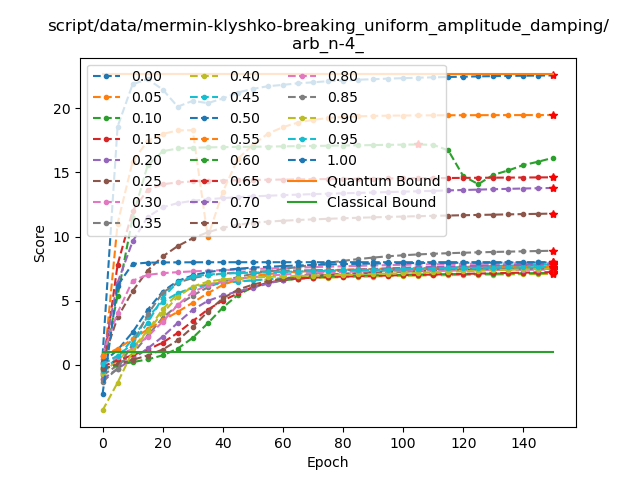 script/data/mermin-klyshko-breaking_uniform_amplitude_damping/
arb_n-4_
0.00 0.40 0.80
0.05 0.45 0.85
0.10 0.50 0.90
0.15 0.55 0.95
0.20 0.60 1.00
0.25 0.65 Quantum Bound
0.30 0.70 Classical Bound
0.35 0.75
Score
20
15
10
5
0
0 20 40 60 80 100 120 140
Epoch